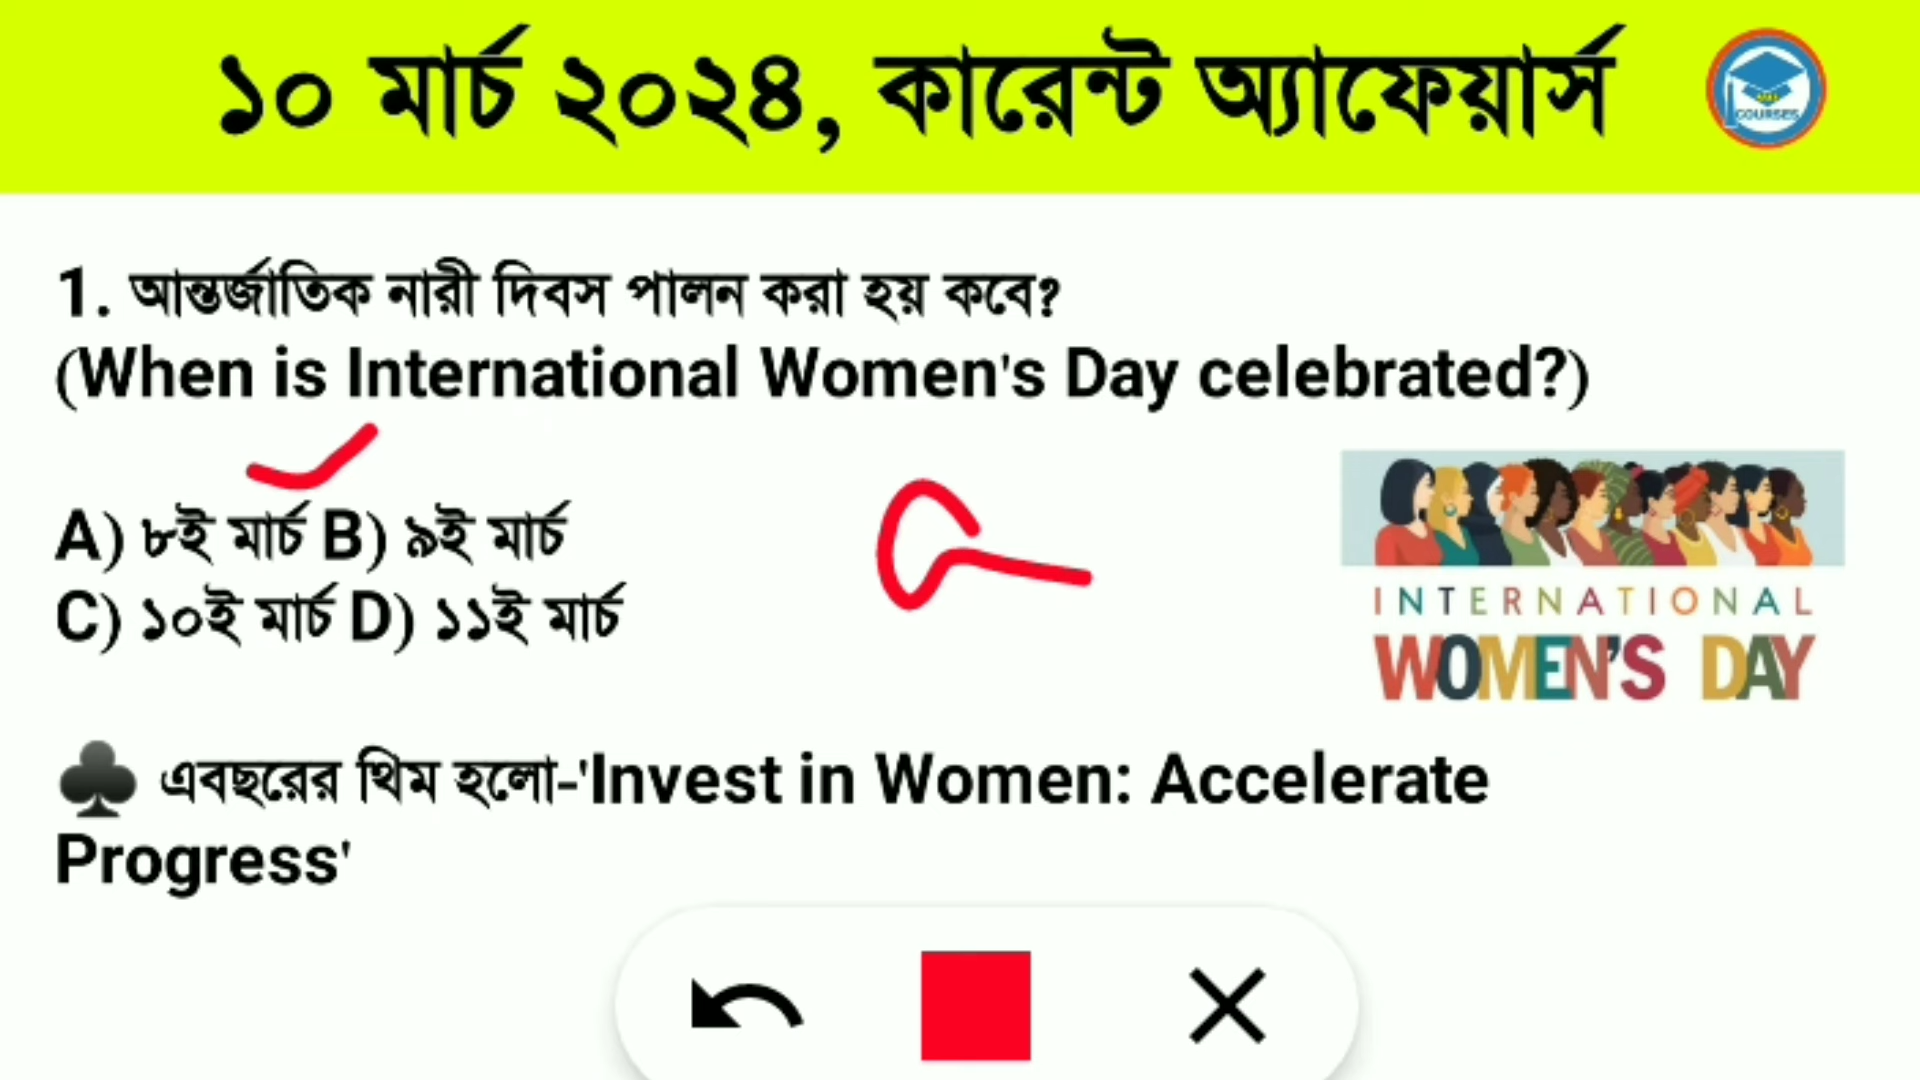 ১০ মার্চ ২০২৪, কারেন্ট অ্যাফেয়ার্স
COURSES
1. আন্তর্জাতিক নারী দিবস পালন করা হয় কবে?
(When is International Women's Day celebrated?)
A) ৮ই মার্চ B) ৯ই মার্চ
C) ১০ই মার্চ D) ১১ই মার্চ
INTERNATIONAL
WOMEN'S DAY
♣ এবছরের থিম হলো-'Invest in Women: Accelerate
Progress'